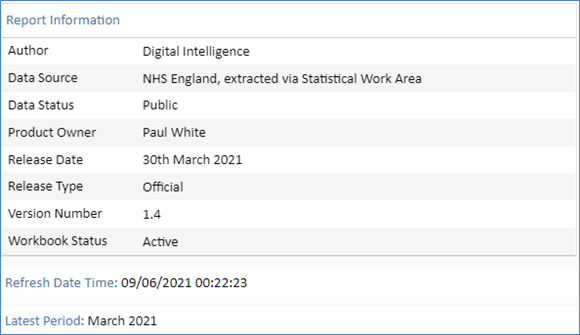 Report Information
Author Digital Intelligence
Data Source NHS England, extracted via Statistical Work Area
Data Status Public
Product Owner Paul White
Release Date 30th March 2021
Release Type Official
Version Number 1.4
Workbook Status Active
Refresh Date Time: 09/06/2021 00:22:23
Latest Period: March 2021